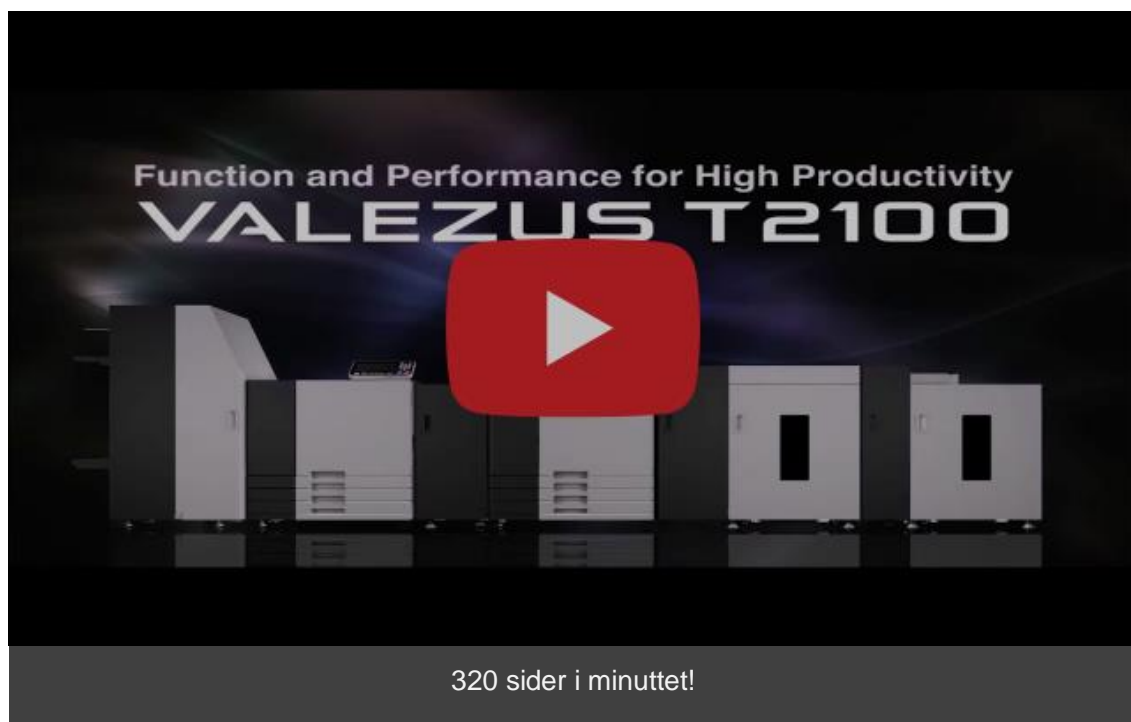 Function and Performance for High Productivity
VALEZUS T2100
320 sider i minuttet!